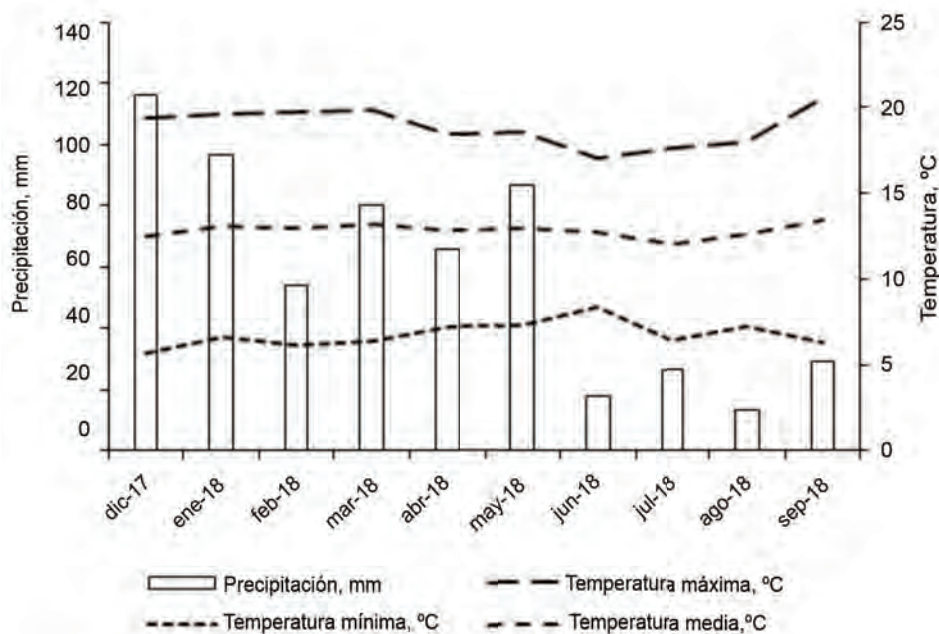 140
120
100
80
60
40
20
0
Precipitación, mm
25
20
15
10
5
0
Temperatura, ºC
dic-17
ene-18
feb-18
mar-18
abr-18
may-18
jun-18
jul-18
ago-18
sep-18
Precipitación, mm
Temperatura máxima, ºC
Temperatura mínima, ºC
Temperatura media,ºC